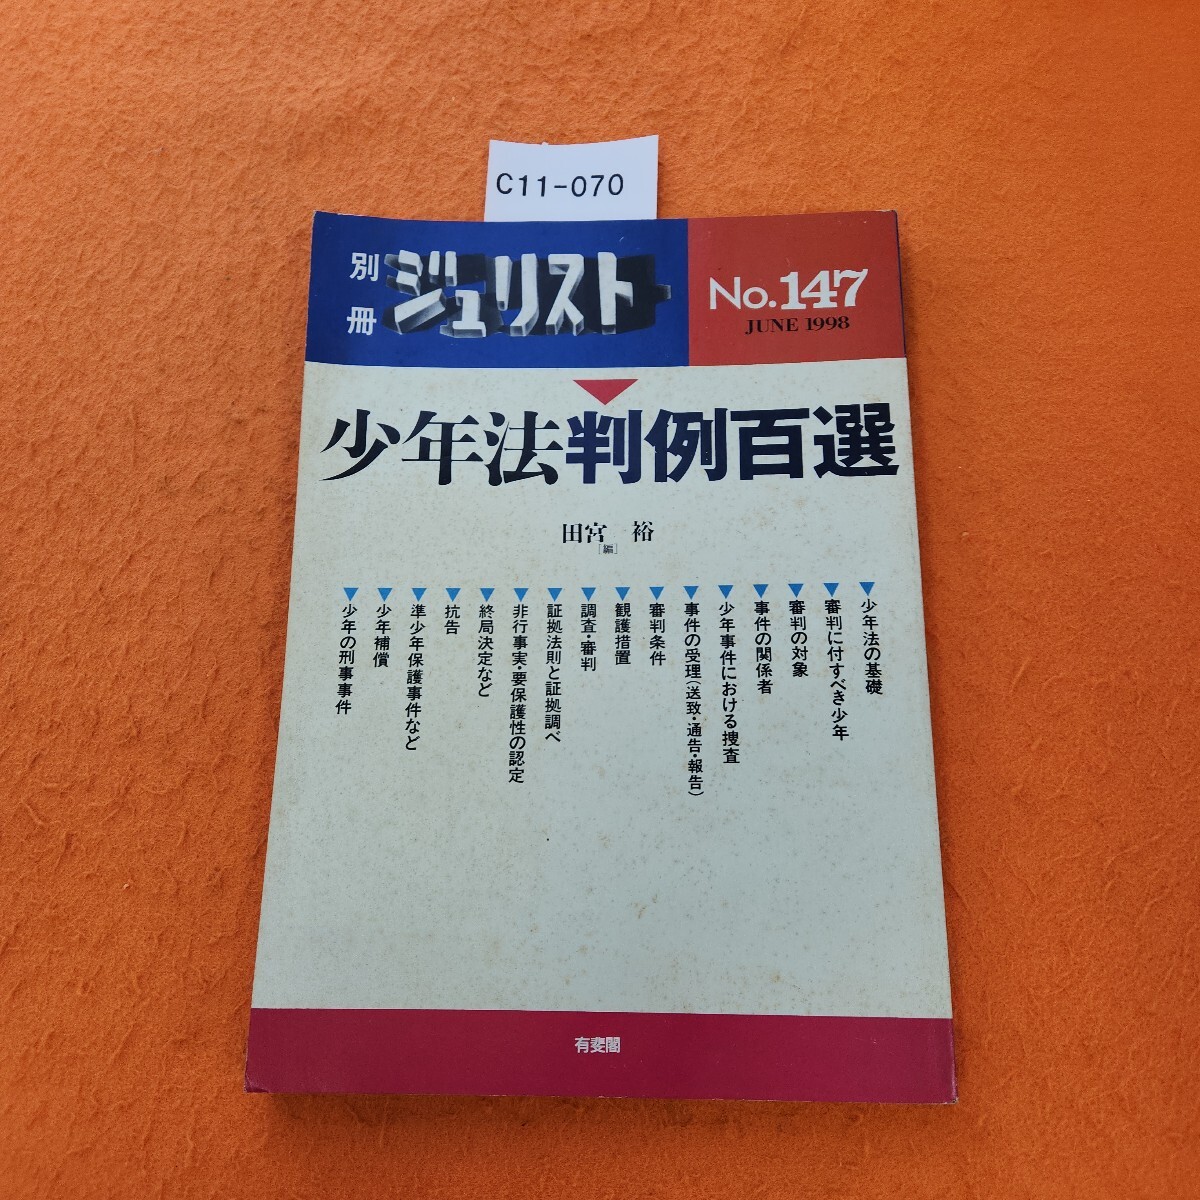 C11-070
別冊
ジュリスト
No.147
JUNE 1998
少年法判例百選
田宮 裕
[編]
少年法の基礎
審判に付すべき少年
審判の対象
事件の関係者
少年事件における捜査
事件の受理(送致・通告・報告)
審判条件
観護措置
調査・審判
証拠法則と証拠調べ
非行事実・要保護性の認定
終局決定など
抗告
準少年保護事件など
少年補償
少年の刑事事件
有斐閣